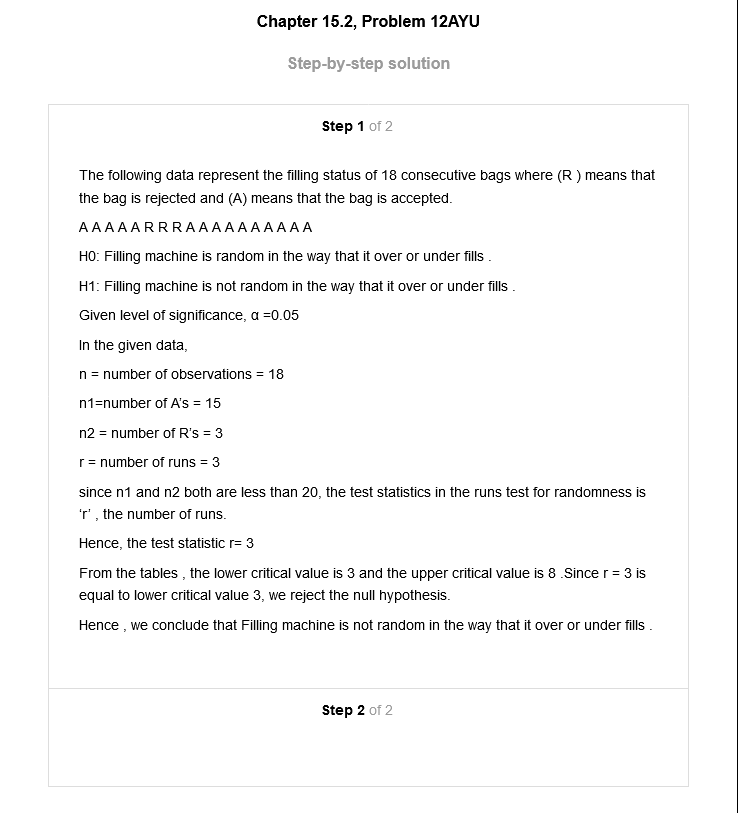 Chapter 15.2, Problem 12AYU
Step-by-step solution
Step 1 of 2
The following data represent the filling status of 18 consecutive bags where (R ) means that
the bag is rejected and (A) means that the bag is accepted.
A A A A A R R R A A A A A A A A A A
H0: Filling machine is random in the way that it over or under fills .
H1: Filling machine is not random in the way that it over or under fills .
Given level of significance, α =0.05
In the given data,
n = number of observations = 18
n1=number of A's = 15
n2 = number of R's = 3
r = number of runs = 3
since n1 and n2 both are less than 20, the test statistics in the runs test for randomness is
'r' , the number of runs.
Hence, the test statistic r= 3
From the tables , the lower critical value is 3 and the upper critical value is 8 .Since r = 3 is
equal to lower critical value 3, we reject the null hypothesis.
Hence , we conclude that Filling machine is not random in the way that it over or under fills .
Step 2 of 2